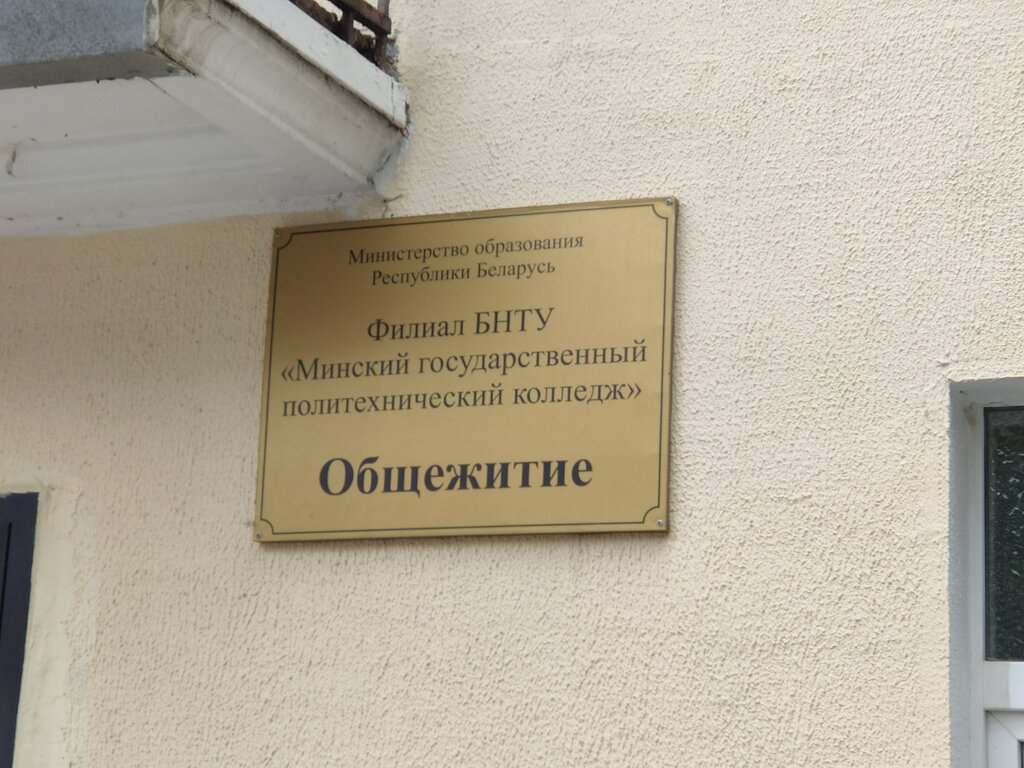 Министерство образования
Республики Беларусь
Филиал БНТУ
«Минский государственный
политехнический колледж»
Общежитие